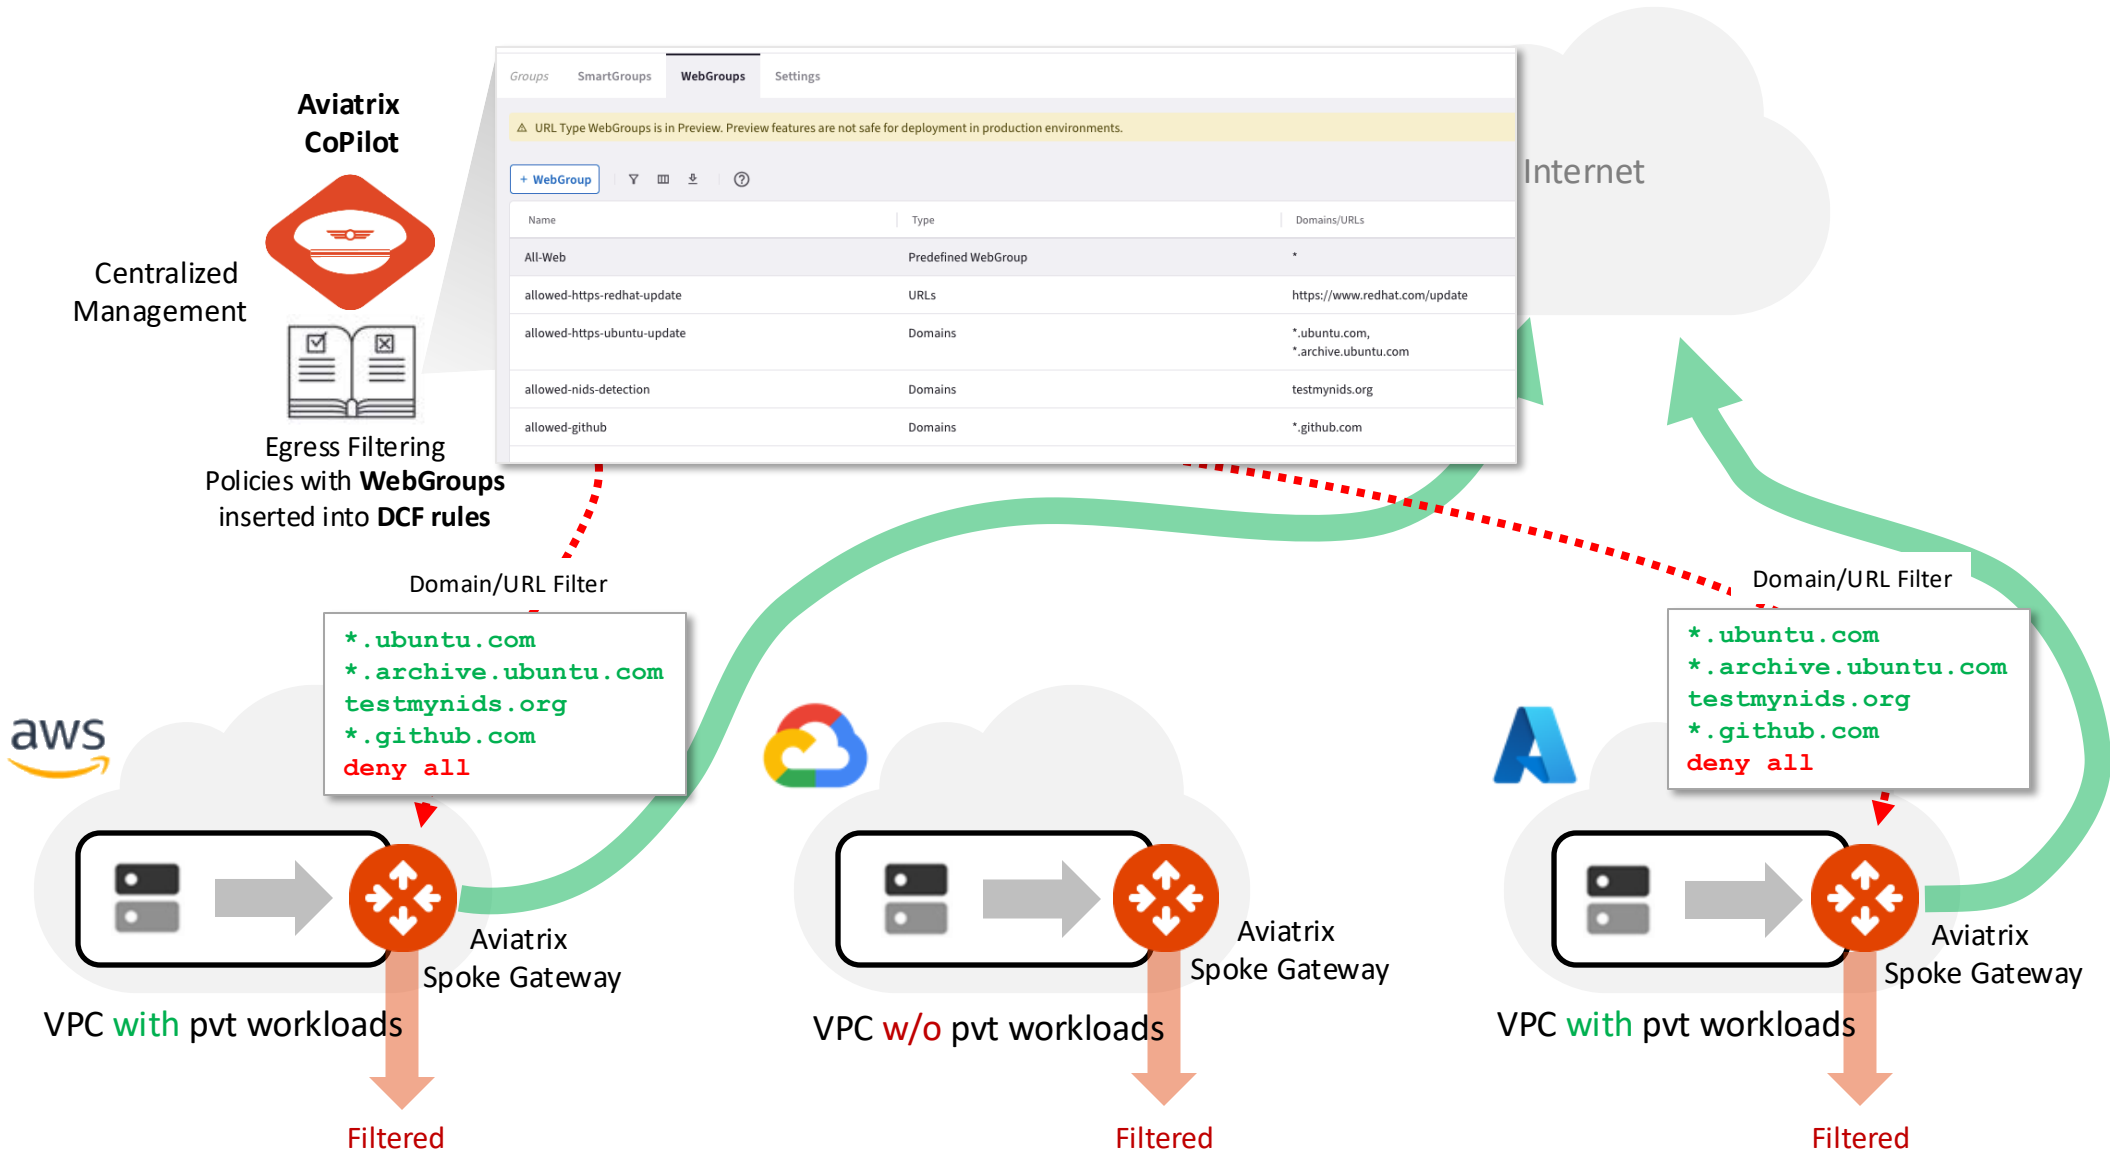 Groups SmartGroups WebGroups Settings
URL Type WebGroups is in Preview. Preview features are not safe for deployment in production environments.
+ WebGroup
Name Type Domains/URLs
All-Web Predefined WebGroup *
allowed-https-redhat-update URLs https://www.redhat.com/update
allowed-https-ubuntu-update Domains *.ubuntu.com,
*.archive.ubuntu.com
allowed-nids-detection Domains testmynids.org
allowed-github Domains *.github.com
Internet
Aviatrix
CoPilot
Centralized
Management
Egress Filtering
Policies with WebGroups
inserted into DCF rules
Domain/URL Filter
*.ubuntu.com
*.archive.ubuntu.com
testmynids.org
*.github.com
deny all
Domain/URL Filter
*.ubuntu.com
*.archive.ubuntu.com
testmynids.org
*.github.com
deny all
aws
Aviatrix
Spoke Gateway
VPC with pvt workloads
Filtered
Aviatrix
Spoke Gateway
VPC w/o pvt workloads
Filtered
Aviatrix
Spoke Gateway
VPC with pvt workloads
Filtered